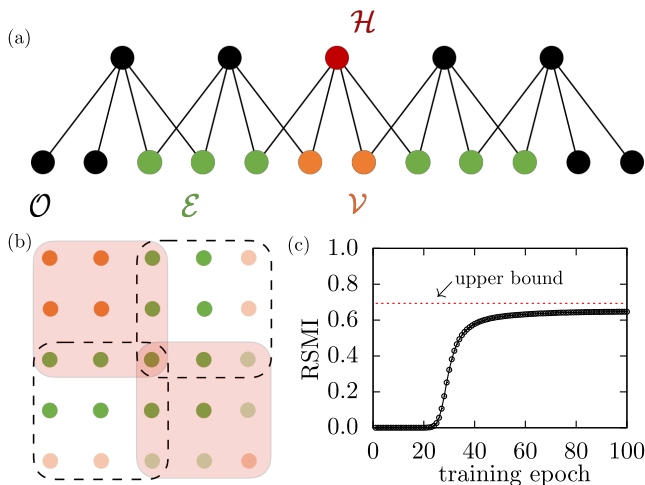 (a)
ℋ
𝒪
ℰ
𝒱
(b)
(c)
1.0
upper bound
0.8
0.6
RSMI
0.4
0.2
0.0
0 20 40 60 80 100
training epoch